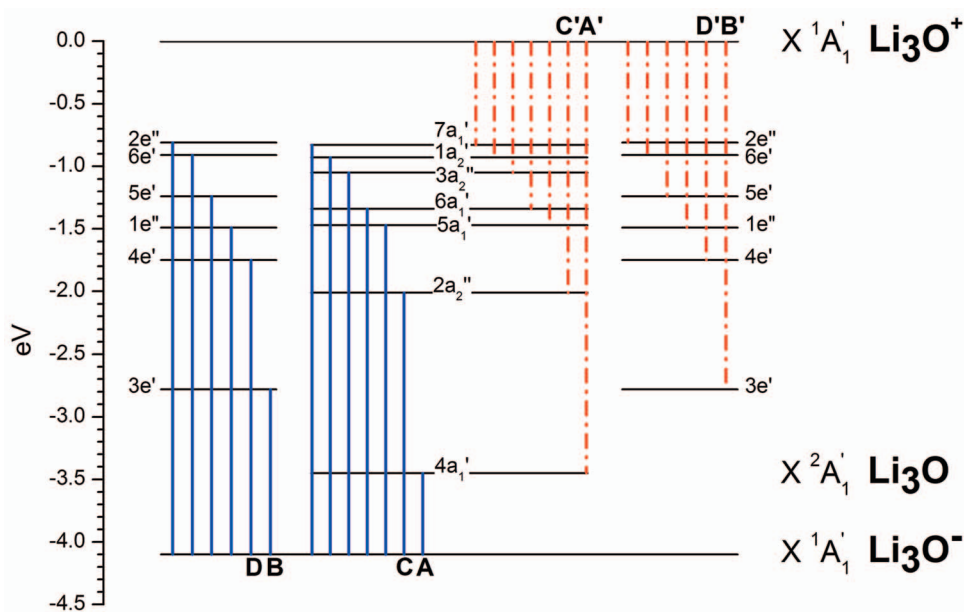 C'A' D'B'
0.0 X ¹A₁' Li₃O⁺
-0.5
2e" 7a₁' 2e"
6e' 1a₂' 6e'
-1.0
3a₂"
5e' 6a₁' 5e'
1e" 5a₁' 1e"
-1.5
4e' 4e'
-2.0 2a₂"
eV
-2.5
3e' 3e'
-3.0
-3.5 4a₁' X ²A₁' Li₃O
-4.0 X ¹A₁' Li₃O⁻
D B C A
-4.5